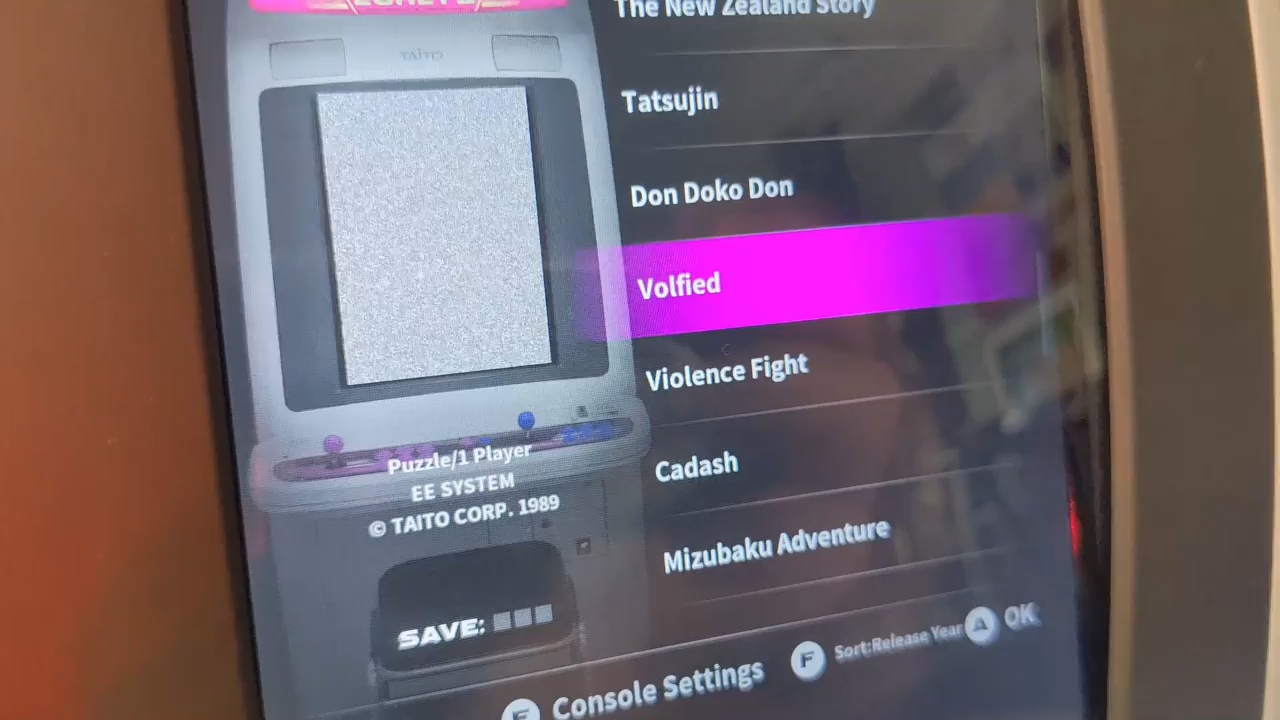 TAITO
The New Zealand Story
Tatsujin
Don Doko Don
Volfied
Violence Fight
Cadash
Mizubaku Adventure
Puzzle/1 Player
EE SYSTEM
© TAITO CORP. 1989
SAVE:
E Console Settings
F Sort:Release Year
A OK